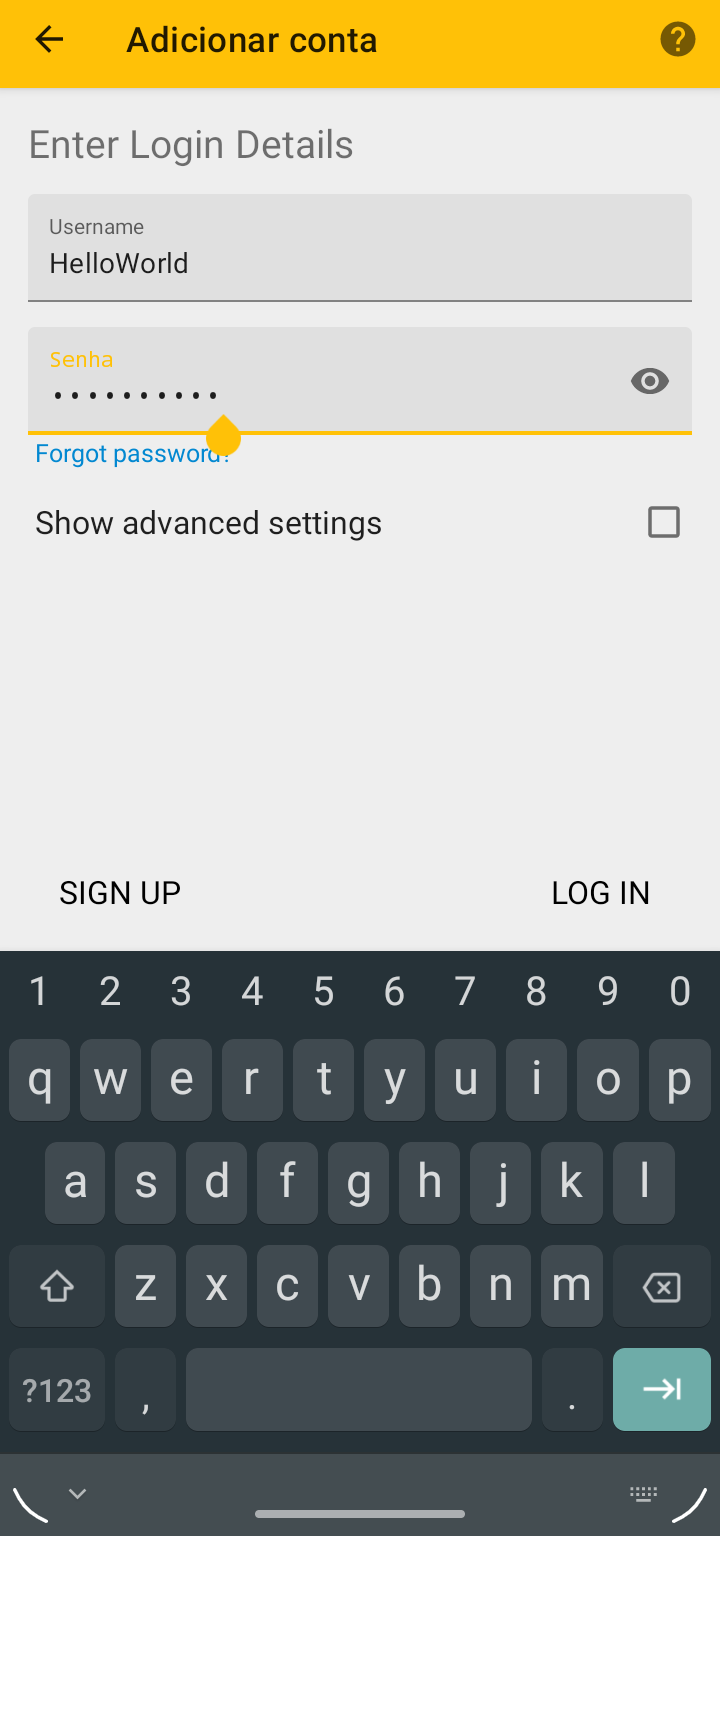 Adicionar conta
Enter Login Details
Username
HelloWorld
Senha
••••••••••
Forgot password?
Show advanced settings
SIGN UP LOG IN
1 2 3 4 5 6 7 8 9 0
q w e r t y u i o p
a s d f g h j k l
z x c v b n m
?123 , .